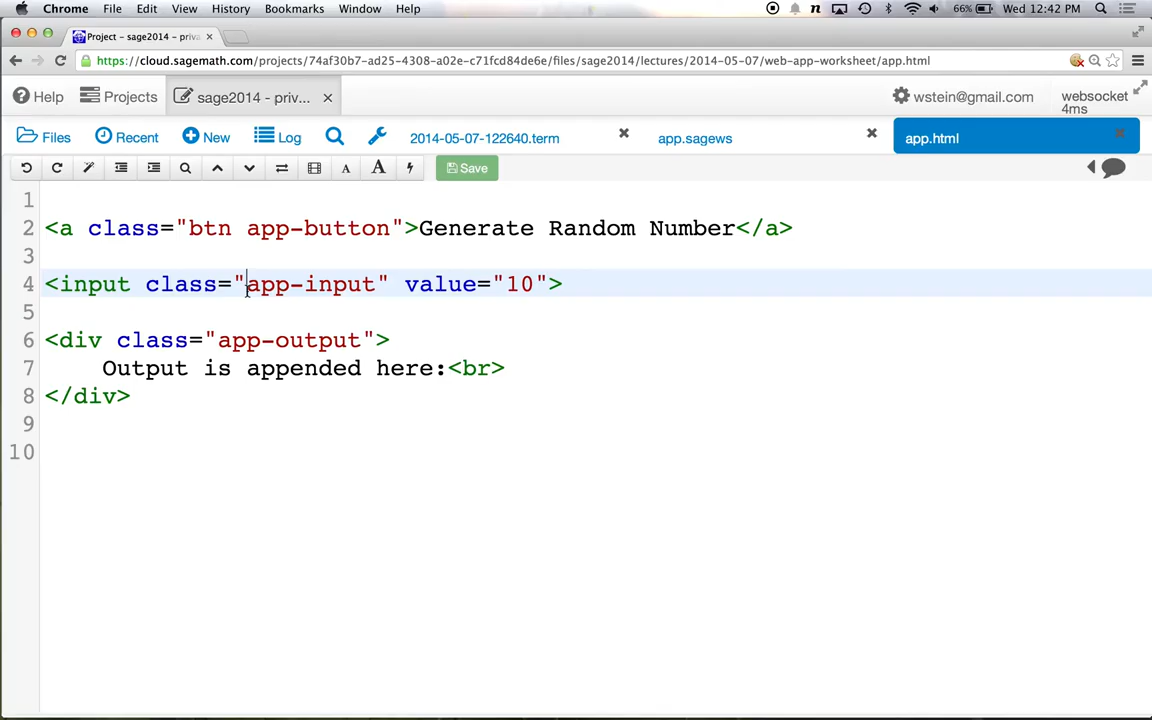 Chrome File Edit View History Bookmarks Window Help 66% Wed 12:42 PM
Project - sage2014 - priva
https://cloud.sagemath.com/projects/74af30b7-ad25-4308-a02e-c71fcd84de6e/files/sage2014/lectures/2014-05-07/web-app-worksheet/app.html
Help Projects sage2014 - priv... wstein@gmail.com websocket
4ms
Files Recent New Log 2014-05-07-122640.term app.sagews app.html
A A Save
1
2 <a class="btn app-button">Generate Random Number</a>
3
4 <input class="app-input" value="10">
5
6 <div class="app-output">
7 Output is appended here:<br>
8 </div>
9
10